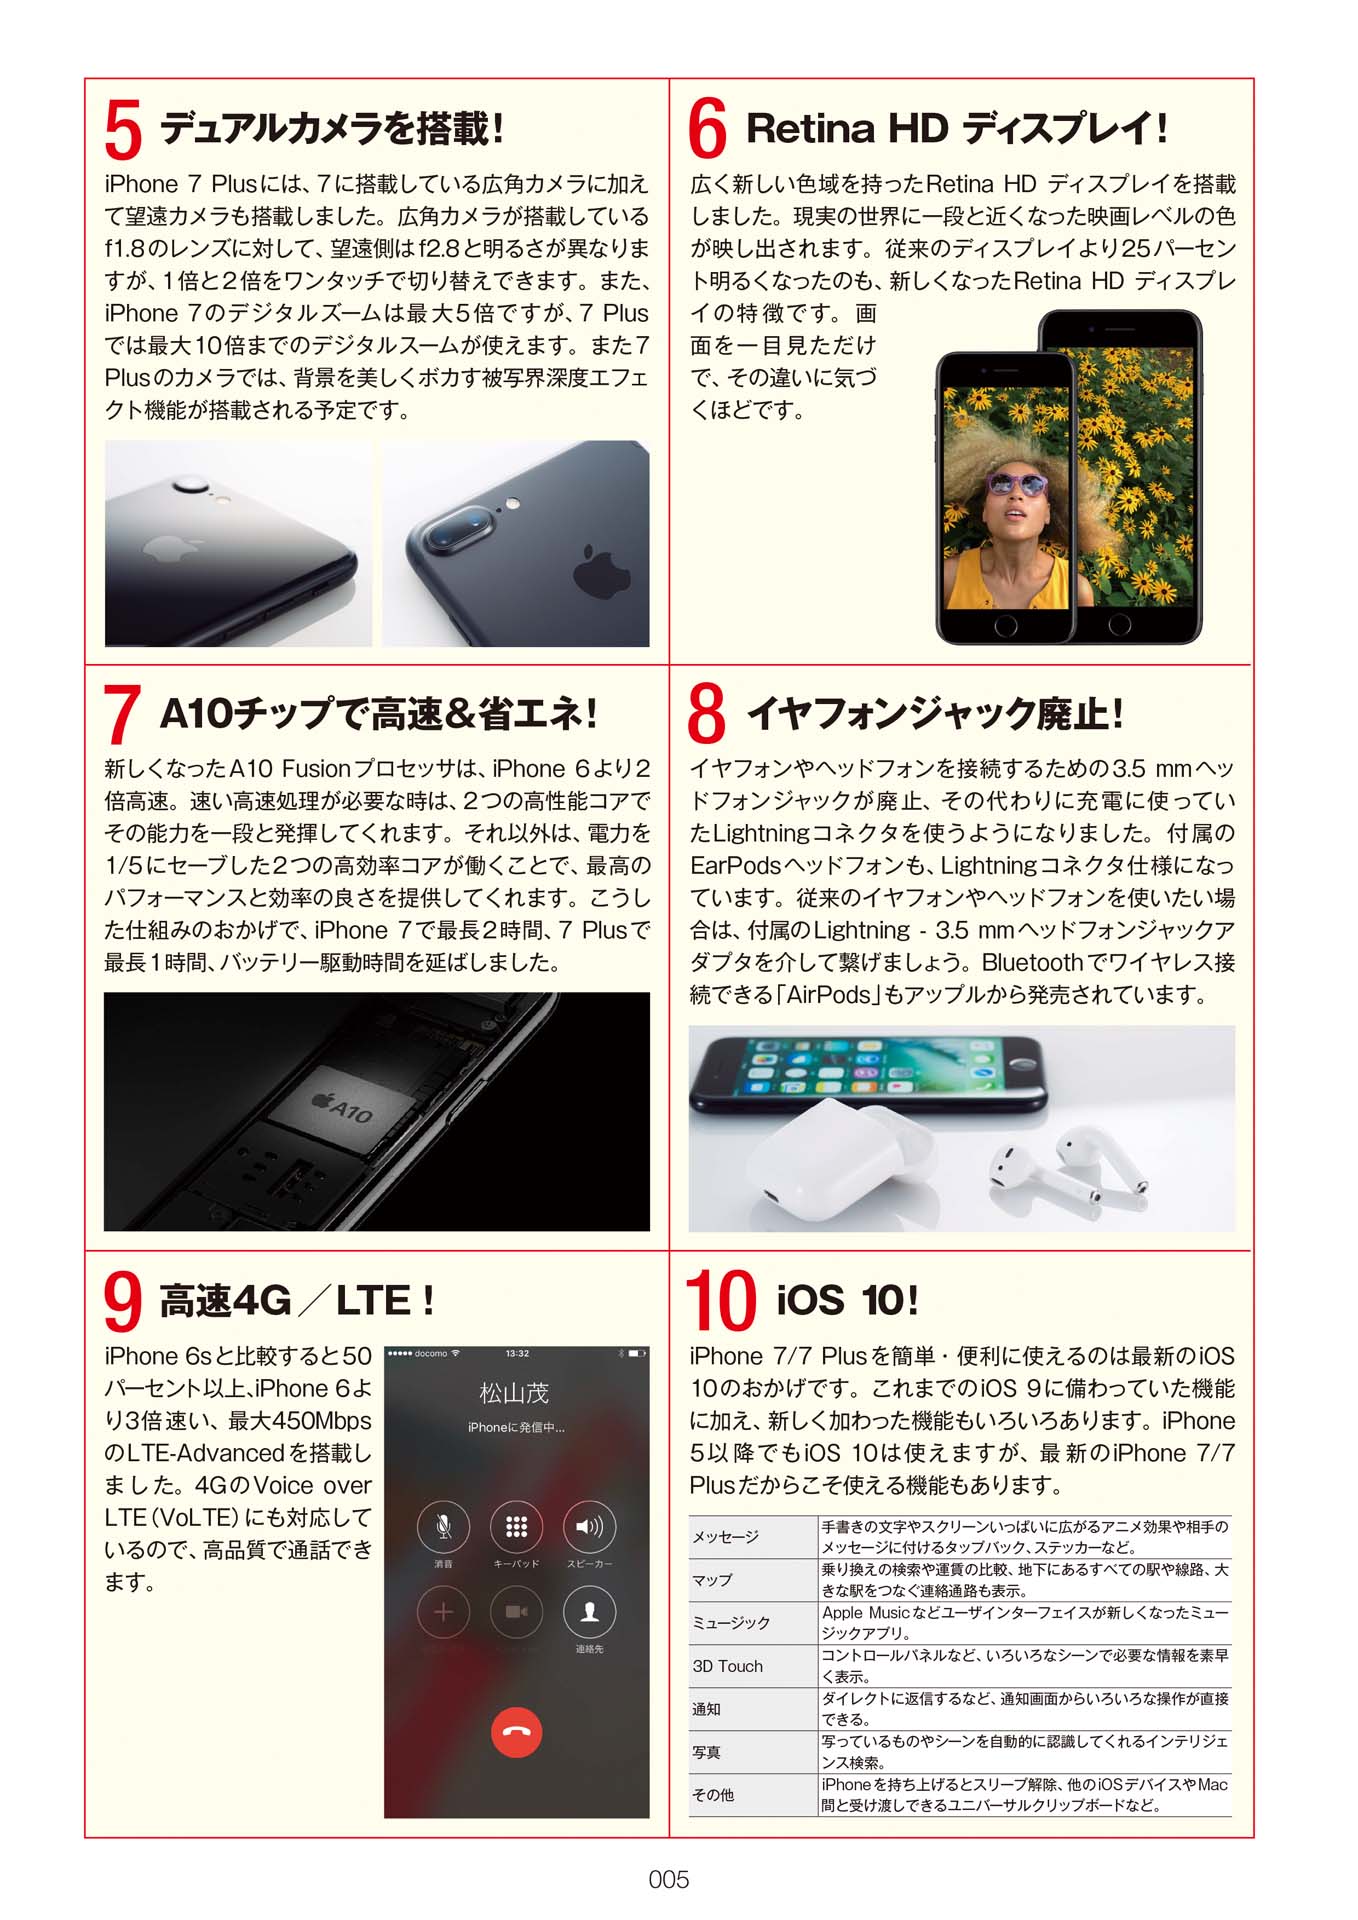 5 デュアルカメラを搭載！
iPhone 7 Plusには、7に搭載している広角カメラに加え
て望遠カメラも搭載しました。広角カメラが搭載している
f1.8のレンズに対して、望遠側はf2.8と明るさが異なりま
すが、1倍と2倍をワンタッチで切り替えできます。また、
iPhone 7のデジタルズームは最大5倍ですが、7 Plus
では最大10倍までのデジタルスームが使えます。また7
Plusのカメラでは、背景を美しくボカす被写界深度エフェ
クト機能が搭載される予定です。
6 Retina HD ディスプレイ！
広く新しい色域を持ったRetina HD ディスプレイを搭載
しました。現実の世界に一段と近くなった映画レベルの色
が映し出されます。従来のディスプレイより25パーセン
ト明るくなったのも、新しくなったRetina HD ディスプレ
イの特徴です。画
面を一目見ただけ
で、その違いに気づ
くほどです。
7 A10チップで高速&省エネ！
新しくなったA10 Fusionプロセッサは、iPhone 6より2
倍高速。速い高速処理が必要な時は、2つの高性能コアで
その能力を一段と発揮してくれます。それ以外は、電力を
1/5にセーブした2つの高効率コアが働くことで、最高の
パフォーマンスと効率の良さを提供してくれます。こうし
た仕組みのおかげで、iPhone 7で最長2時間、7 Plusで
最長1時間、バッテリー駆動時間を延ばしました。
A10
8 イヤフォンジャック廃止！
イヤフォンやヘッドフォンを接続するための3.5 mmヘッ
ドフォンジャックが廃止、その代わりに充電に使ってい
たLightningコネクタを使うようになりました。付属の
EarPodsヘッドフォンも、Lightningコネクタ仕様になっ
ています。従来のイヤフォンやヘッドフォンを使いたい場
合は、付属のLightning - 3.5 mmヘッドフォンジャックア
ダプタを介して繋げましょう。Bluetoothでワイヤレス接
続できる「AirPods」もアップルから発売されています。
9 高速4G／LTE！
iPhone 6sと比較すると50
パーセント以上、iPhone 6よ
り3倍速い、最大450Mbps
のLTE-Advancedを搭載し
ました。4GのVoice over
LTE（VoLTE）にも対応して
いるので、高品質で通話でき
ます。
docomo 13:32
松山茂
iPhoneに発信中...
消音 キーパッド スピーカー
連絡先
10 iOS 10！
iPhone 7/7 Plusを簡単・便利に使えるのは最新のiOS
10のおかげです。これまでのiOS 9に備わっていた機能
に加え、新しく加わった機能もいろいろあります。iPhone
5以降でもiOS 10は使えますが、最新のiPhone 7/7
Plusだからこそ使える機能もあります。
メッセージ 手書きの文字やスクリーンいっぱいに広がるアニメ効果や相手の
メッセージに付けるタップバック、ステッカーなど。
マップ 乗り換えの検索や運賃の比較、地下にあるすべての駅や線路、大
きな駅をつなぐ連絡通路も表示。
ミュージック Apple Musicなどユーザインターフェイスが新しくなったミュー
ジックアプリ。
3D Touch コントロールパネルなど、いろいろなシーンで必要な情報を素早
く表示。
通知 ダイレクトに返信するなど、通知画面からいろいろな操作が直接
できる。
写真 写っているものやシーンを自動的に認識してくれるインテリジェ
ンス検索。
その他 iPhoneを持ち上げるとスリープ解除、他のiOSデバイスやMac
間と受け渡しできるユニバーサルクリップボードなど。
005